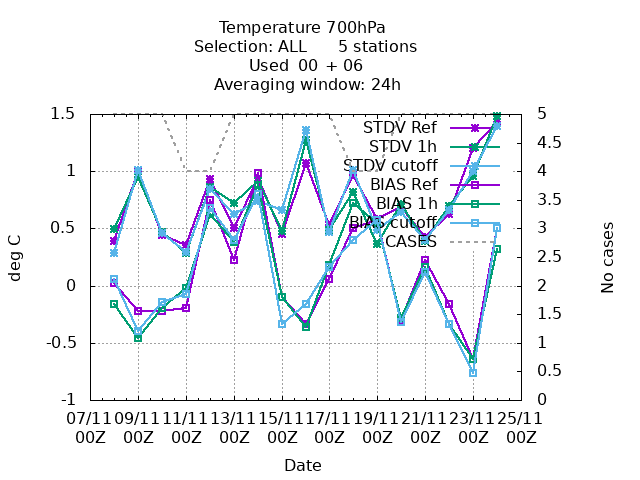 Temperature 700hPa
Selection: ALL 5 stations
Used 00 + 06
Averaging window: 24h
1.5
1
0.5
0
-0.5
-1
deg C
5
4.5
4
3.5
3
2.5
2
1.5
1
0.5
0
No cases
STDV Ref
STDV 1h
STDV cutoff
BIAS Ref
BIAS 1h
BIAS cutoff
CASES
07/11 09/11 11/11 13/11 15/11 17/11 19/11 21/11 23/11 25/11
00Z 00Z 00Z 00Z 00Z 00Z 00Z 00Z 00Z 00Z
Date